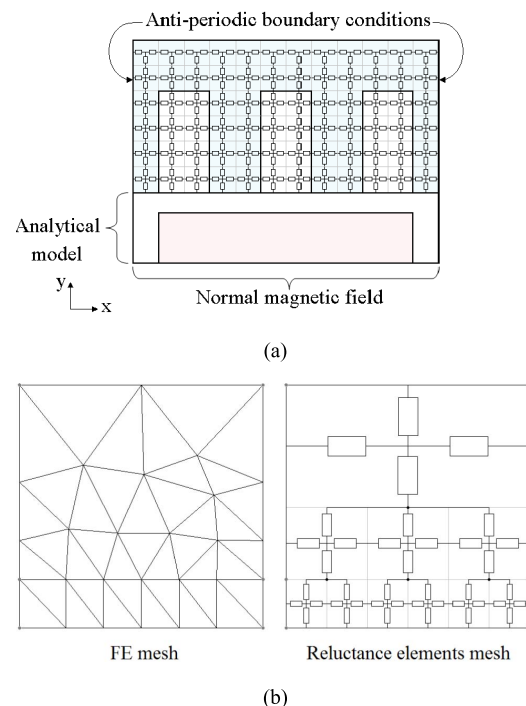 Anti-periodic boundary conditions
Analytical
model
y
x
Normal magnetic field
(a)
FE mesh
Reluctance elements mesh
(b)